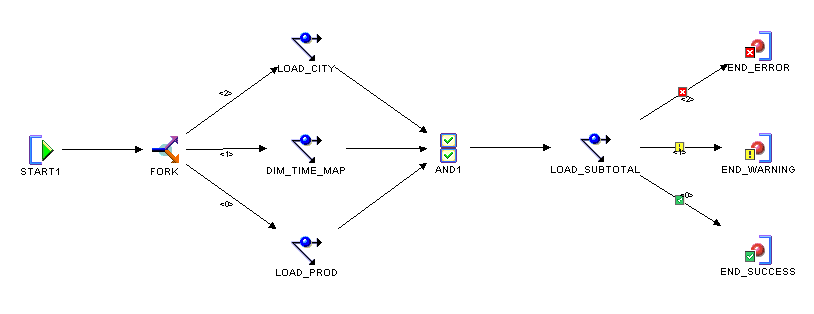 START1
FORK
<2>
<1>
<0>
LOAD_CITY
DIM_TIME_MAP
LOAD_PROD
AND1
LOAD_SUBTOTAL
<2>
<1>
<0>
END_ERROR
END_WARNING
END_SUCCESS